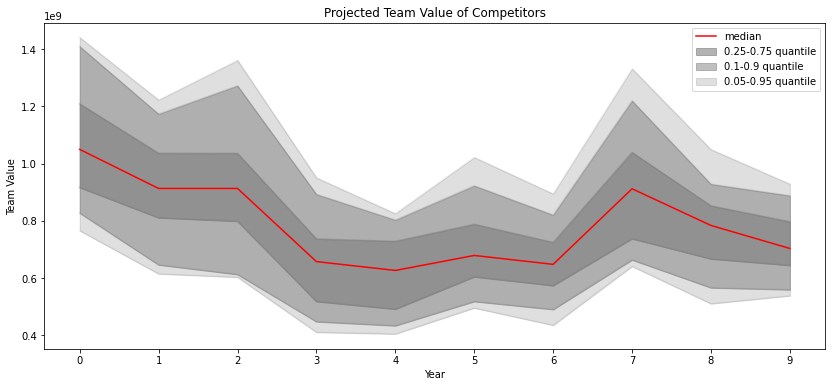 Projected Team Value of Competitors
1e9
median
0.25-0.75 quantile
0.1-0.9 quantile
0.05-0.95 quantile
1.4
1.2
1.0
0.8
0.6
0.4
Team Value
0 1 2 3 4 5 6 7 8 9
Year